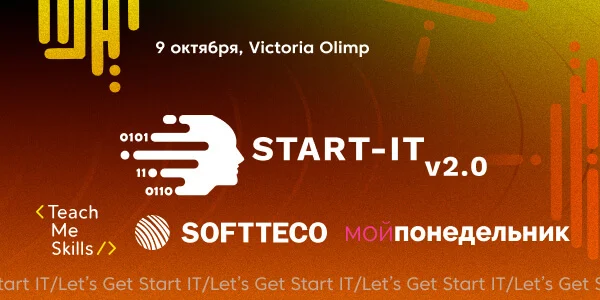 9 октября, Victoria Olimp
0101
11
0110
START-IT v2.0
<Teach
Me
Skills/>
SOFTTECO
мойпонедельник
tart IT/Let's Get Start IT/Let's Get Start IT/Let's Get Start IT/Let's Get Start IT/